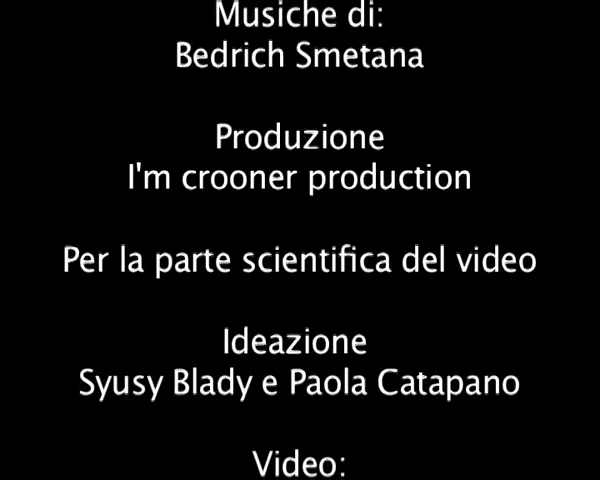 Musiche di:
Bedrich Smetana
Produzione
I'm crooner production
Per la parte scientifica del video
Ideazione
Syusy Blady e Paola Catapano
Video: